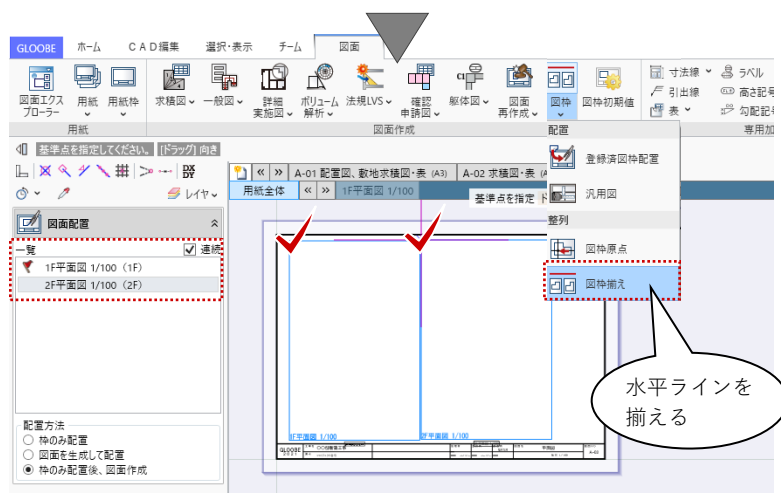 GLOOBE ホーム CAD編集 選択・表示 チーム 図面
図面エクスプローラー 用紙 用紙枠 求積図 一般図 詳細実施図 ボリューム解析 法規LVS 確認申請図 躯体図 図面再作成 図枠 図枠初期値
寸法線 ラベル
引出線 高さ記号
表 勾配記号
用紙 図面作成 配置 専用加
基準点を指定してください。 [ドラッグ] 向き
レイヤ
登録済図枠配置
汎用図
整列
図枠原点
図枠揃え
« » A-01 配置図、敷地求積図・表 (A3) A-02 求積図・表
用紙全体 « » 1F平面図 1/100
基準点を指定
図面配置
一覧 連続
1F平面図 1/100 (1F)
2F平面図 1/100 (2F)
配置方法
枠のみ配置
図面を生成して配置
枠のみ配置後、図面作成
1F平面図 1/100
2F平面図 1/100
GLOOBE
2021
水平ラインを
揃える